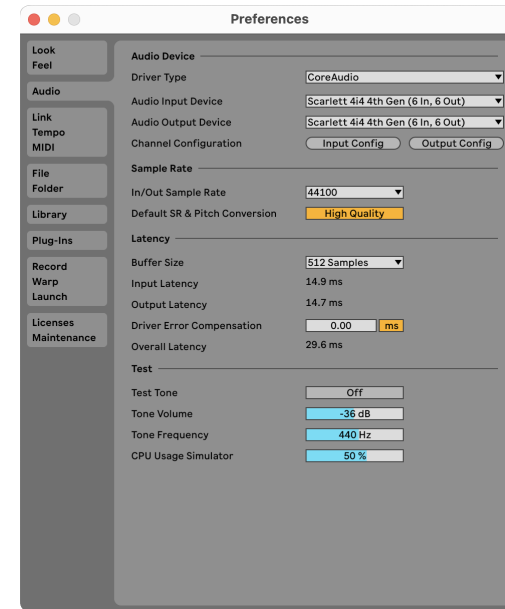 Preferences
Look
Feel
Audio
Link
Tempo
MIDI
File
Folder
Library
Plug-Ins
Record
Warp
Launch
Licenses
Maintenance
Audio Device
Driver Type CoreAudio
Audio Input Device Scarlett 4i4 4th Gen (6 In, 6 Out)
Audio Output Device Scarlett 4i4 4th Gen (6 In, 6 Out)
Channel Configuration Input Config Output Config
Sample Rate
In/Out Sample Rate 44100
Default SR & Pitch Conversion High Quality
Latency
Buffer Size 512 Samples
Input Latency 14.9 ms
Output Latency 14.7 ms
Driver Error Compensation 0.00 ms
Overall Latency 29.6 ms
Test
Test Tone Off
Tone Volume -36 dB
Tone Frequency 440 Hz
CPU Usage Simulator 50 %